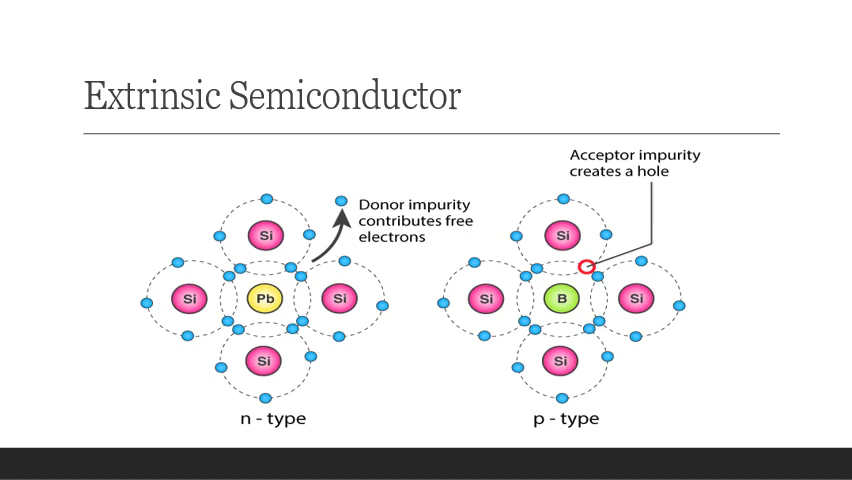 Extrinsic Semiconductor
Acceptor impurity
creates a hole
Donor impurity
contributes free
electrons
Si
Si
Si
Pb
Si
Si
B
Si
Si
Si
n - type
p - type